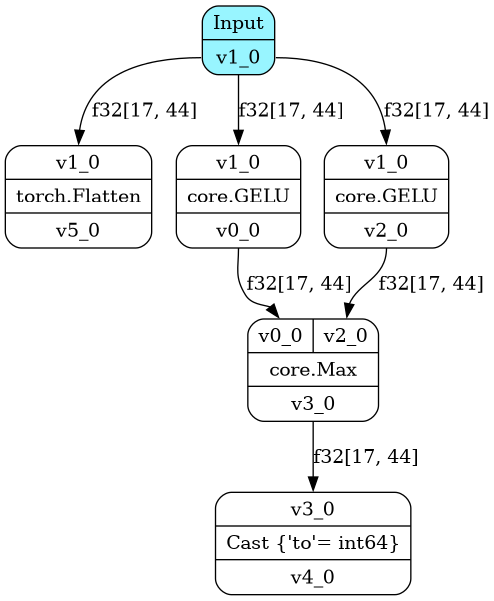 Input
v1_0
f32[17, 44]
f32[17, 44]
f32[17, 44]
v1_0
torch.Flatten
v5_0
v1_0
core.GELU
v0_0
v1_0
core.GELU
v2_0
f32[17, 44]
f32[17, 44]
v0_0 v2_0
core.Max
v3_0
f32[17, 44]
v3_0
Cast {'to'= int64}
v4_0